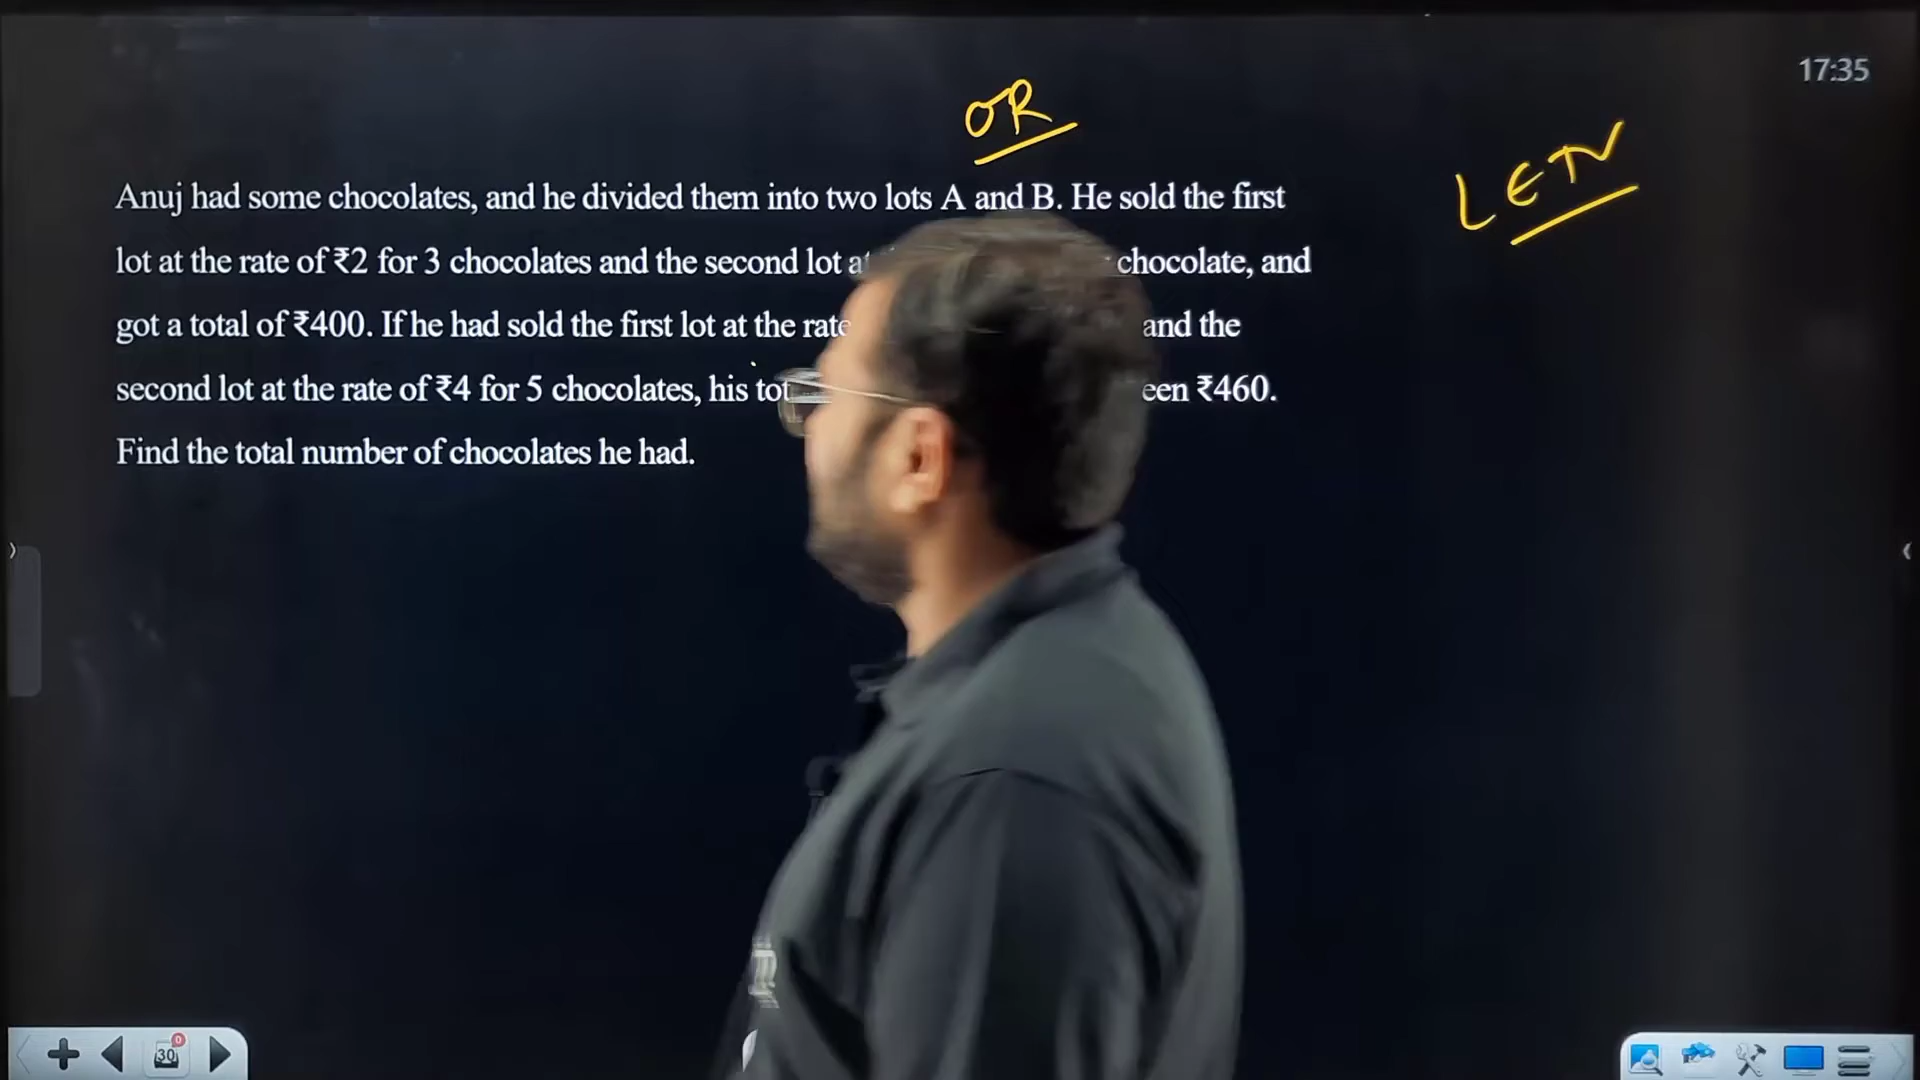 17:35
OR
LETV
Anuj had some chocolates, and he divided them into two lots A and B. He sold the first
lot at the rate of ₹2 for 3 chocolates and the second lot at chocolate, and
got a total of ₹400. If he had sold the first lot at the rate and the
second lot at the rate of ₹4 for 5 chocolates, his ₹460.
Find the total number of chocolates he had.
30
0